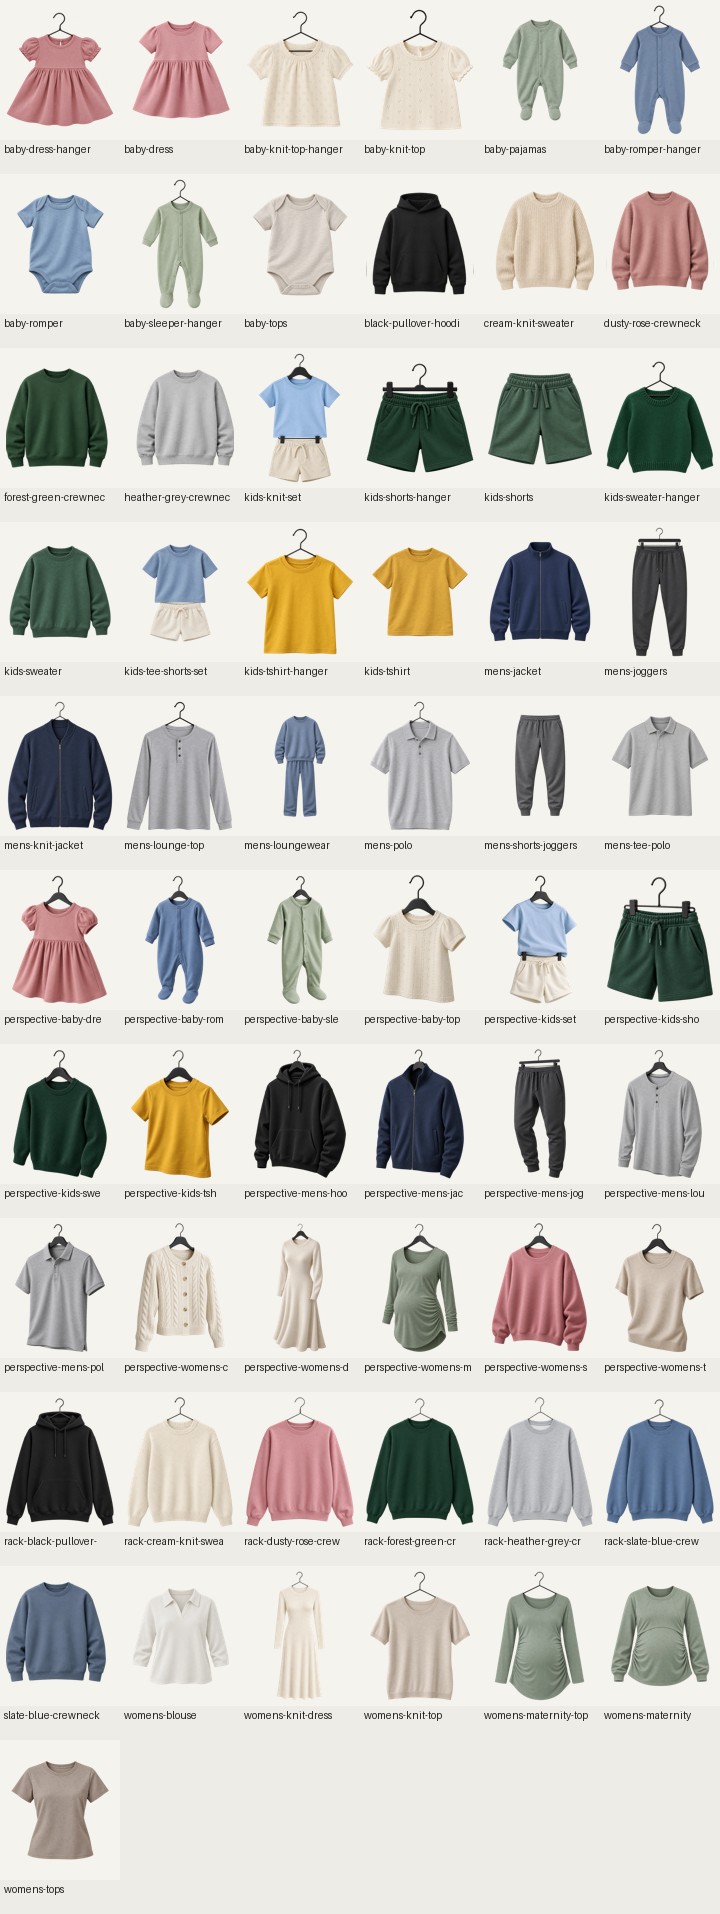 baby-dress-hanger
baby-dress
baby-knit-top-hanger
baby-knit-top
baby-pajamas
baby-romper-hanger
baby-romper
baby-sleeper-hanger
baby-tops
black-pullover-hoodi
cream-knit-sweater
dusty-rose-crewneck
forest-green-crewnec
heather-grey-crewnec
kids-knit-set
kids-shorts-hanger
kids-shorts
kids-sweater-hanger
kids-sweater
kids-tee-shorts-set
kids-tshirt-hanger
kids-tshirt
mens-jacket
mens-joggers
mens-knit-jacket
mens-lounge-top
mens-loungewear
mens-polo
mens-shorts-joggers
mens-tee-polo
perspective-baby-dre
perspective-baby-rom
perspective-baby-sle
perspective-baby-top
perspective-kids-set
perspective-kids-sho
perspective-kids-swe
perspective-kids-tsh
perspective-mens-hoo
perspective-mens-jac
perspective-mens-jog
perspective-mens-lou
perspective-mens-pol
perspective-womens-c
perspective-womens-d
perspective-womens-m
perspective-womens-s
perspective-womens-t
rack-black-pullover-
rack-cream-knit-swea
rack-dusty-rose-crew
rack-forest-green-cr
rack-heather-grey-cr
rack-slate-blue-crew
slate-blue-crewneck
womens-blouse
womens-knit-dress
womens-knit-top
womens-maternity-top
womens-maternity
womens-tops